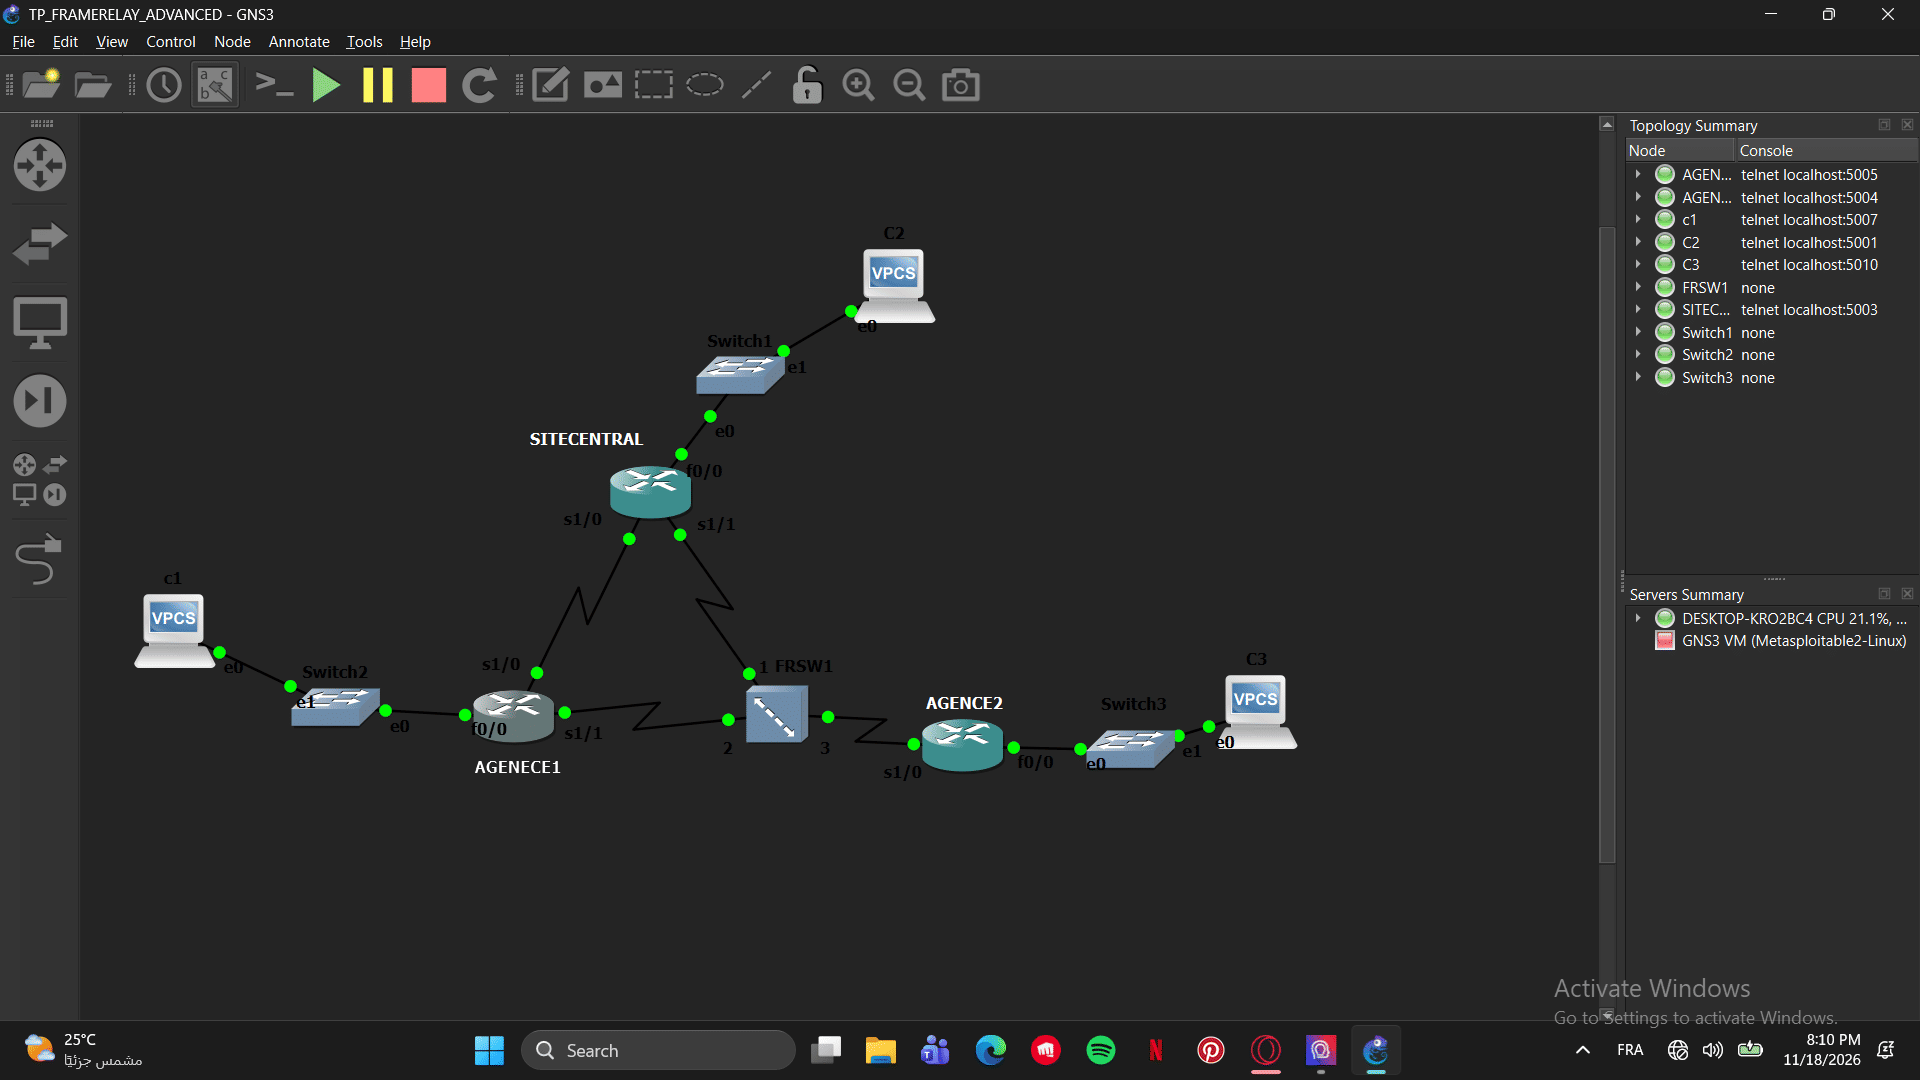 TP_FRAMERELAY_ADVANCED - GNS3
File Edit View Control Node Annotate Tools Help
a c
b
Topology Summary
Node Console
AGEN... telnet localhost:5005
AGEN... telnet localhost:5004
c1 telnet localhost:5007
C2 telnet localhost:5001
C3 telnet localhost:5010
FRSW1 none
SITEC... telnet localhost:5003
Switch1 none
Switch2 none
Switch3 none
C2
VPCS
e0
Switch1
e1
e0
SITECENTRAL
f0/0
s1/0
s1/1
c1
VPCS
e0
Switch2
e1
e0
s1/0
f0/0
s1/1
AGENECE1
1 FRSW1
2
3
AGENCE2
s1/0
f0/0
Switch3
e0
e1
C3
VPCS
e0
Servers Summary
DESKTOP-KRO2BC4 CPU 21.1%, ...
GNS3 VM (Metasploitable2-Linux)
Activate Windows
Go to Settings to activate Windows.
25°C
مشمس جزئيًا
Search
FRA
8:10 PM
11/18/2026